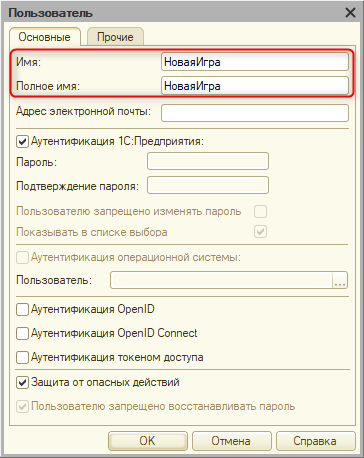 Пользователь
Основные Прочие
Имя: НоваяИгра
Полное имя: НоваяИгра
Адрес электронной почты:
Аутентификация 1С:Предприятия:
Пароль:
Подтверждение пароля:
Пользователю запрещено изменять пароль
Показывать в списке выбора
Аутентификация операционной системы:
Пользователь: ...
Аутентификация OpenID
Аутентификация OpenID Connect
Аутентификация токеном доступа
Защита от опасных действий
Пользователю запрещено восстанавливать пароль
OK Отмена Справка